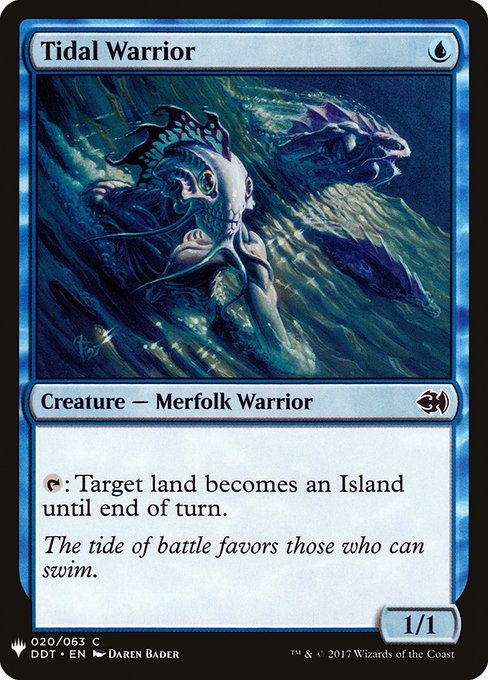 Tidal Warrior
Creature — Merfolk Warrior
: Target land becomes an Island
until end of turn.
The tide of battle favors those who can
swim.
1/1
020/063 C
DDT • EN Daren Bader
™ & © 2017 Wizards of the Coast